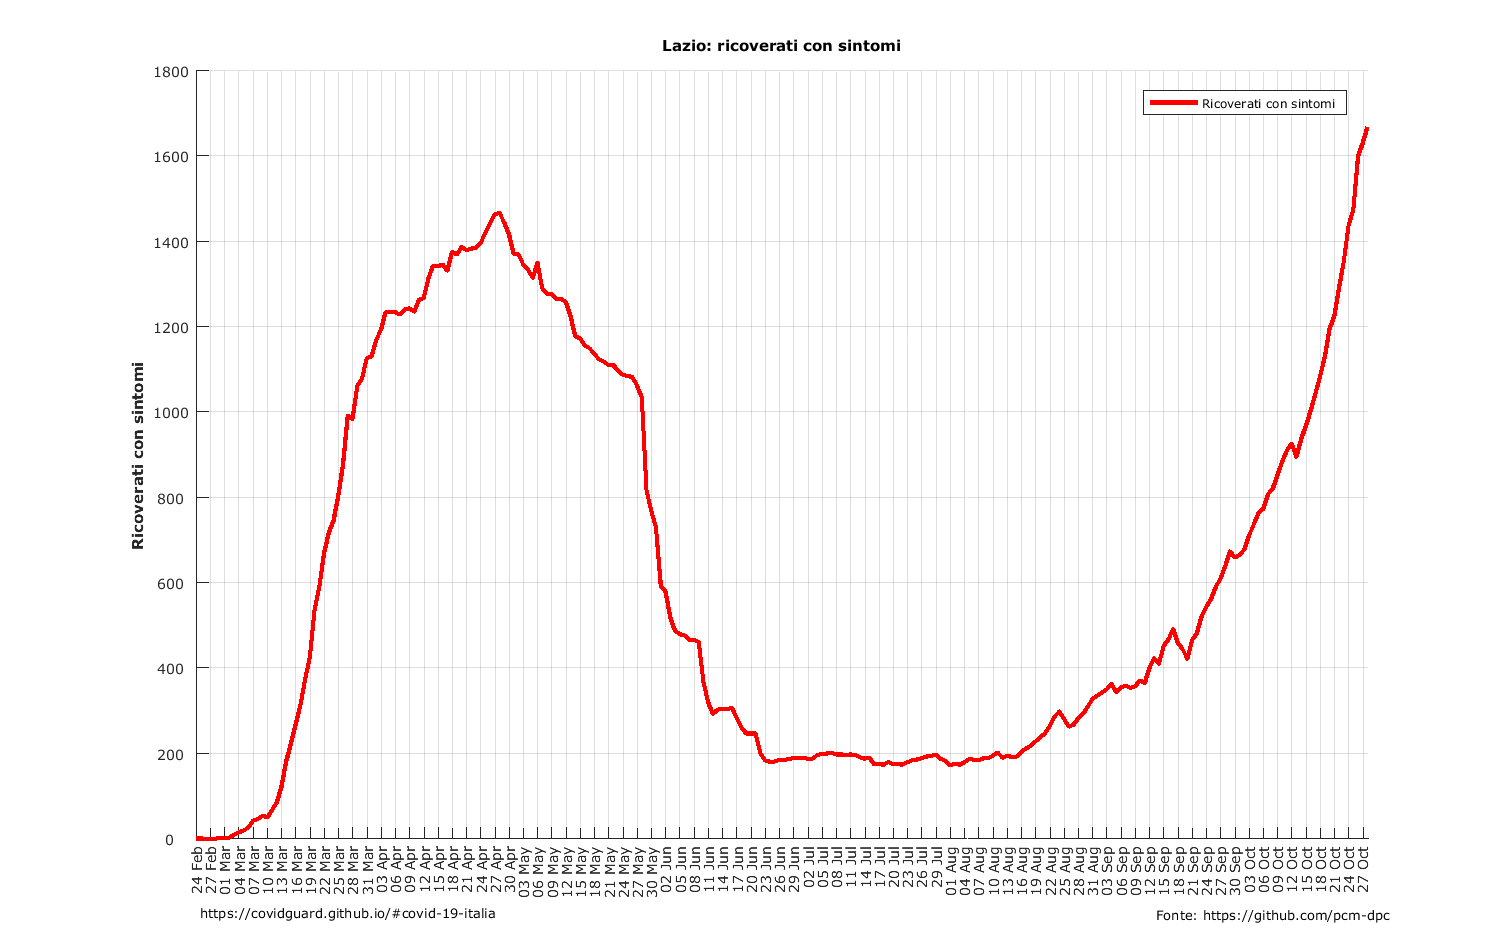 Lazio: ricoverati con sintomi
Ricoverati con sintomi
Ricoverati con sintomi
1800
1600
1400
1200
1000
800
600
400
200
0
24 Feb
27 Feb
01 Mar
04 Mar
07 Mar
10 Mar
13 Mar
16 Mar
19 Mar
22 Mar
25 Mar
28 Mar
31 Mar
03 Apr
06 Apr
09 Apr
12 Apr
15 Apr
18 Apr
21 Apr
24 Apr
27 Apr
30 Apr
03 May
06 May
09 May
12 May
15 May
18 May
21 May
24 May
27 May
30 May
02 Jun
05 Jun
08 Jun
11 Jun
14 Jun
17 Jun
20 Jun
23 Jun
26 Jun
29 Jun
02 Jul
05 Jul
08 Jul
11 Jul
14 Jul
17 Jul
20 Jul
23 Jul
26 Jul
29 Jul
01 Aug
04 Aug
07 Aug
10 Aug
13 Aug
16 Aug
19 Aug
22 Aug
25 Aug
28 Aug
31 Aug
03 Sep
06 Sep
09 Sep
12 Sep
15 Sep
18 Sep
21 Sep
24 Sep
27 Sep
30 Sep
03 Oct
06 Oct
09 Oct
12 Oct
15 Oct
18 Oct
21 Oct
24 Oct
27 Oct
https://covidguard.github.io/#covid-19-italia
Fonte: https://github.com/pcm-dpc